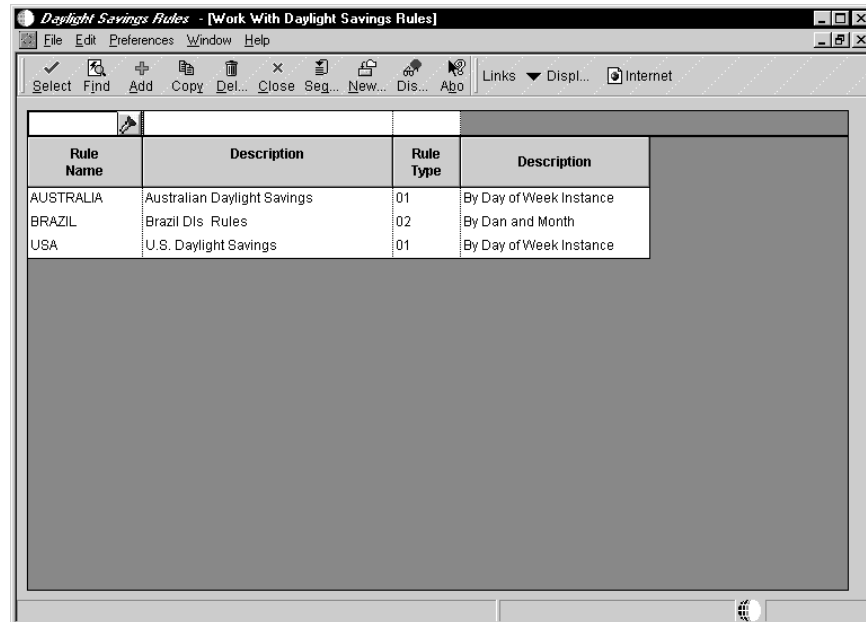 Daylight Savings Rules - [Work With Daylight Savings Rules]
File Edit Preferences Window Help
Select Find Add Copy Del... Close Seq... New... Dis... Abo Links Displ... Internet
Rule Name Description Rule Type Description
AUSTRALIA Australian Daylight Savings 01 By Day of Week Instance
BRAZIL Brazil Dls Rules 02 By Dan and Month
USA U.S. Daylight Savings 01 By Day of Week Instance